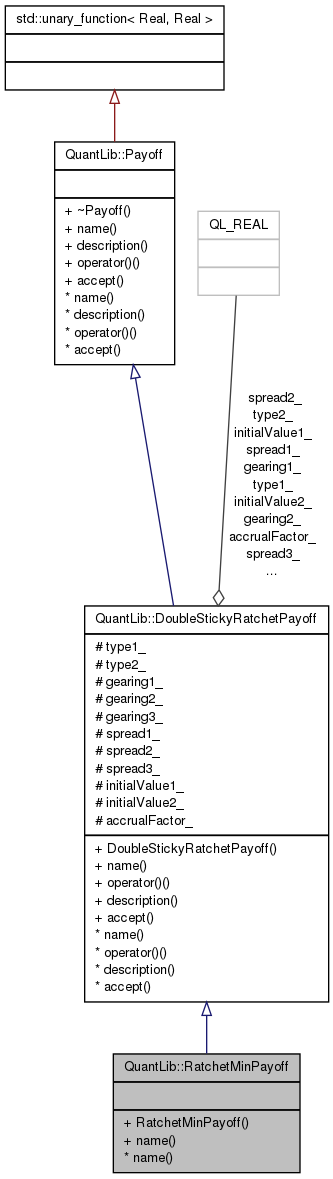 std::unary_function< Real, Real >
QuantLib::Payoff
+ ~Payoff()
+ name()
+ description()
+ operator()()
+ accept()
* name()
* description()
* operator()()
* accept()
QL_REAL
spread2_
type2_
initialValue1_
spread1_
gearing1_
type1_
initialValue2_
gearing2_
accrualFactor_
spread3_
...
QuantLib::DoubleStickyRatchetPayoff
# type1_
# type2_
# gearing1_
# gearing2_
# gearing3_
# spread1_
# spread2_
# spread3_
# initialValue1_
# initialValue2_
# accrualFactor_
+ DoubleStickyRatchetPayoff()
+ name()
+ operator()()
+ description()
+ accept()
* name()
* operator()()
* description()
* accept()
QuantLib::RatchetMinPayoff
+ RatchetMinPayoff()
+ name()
* name()